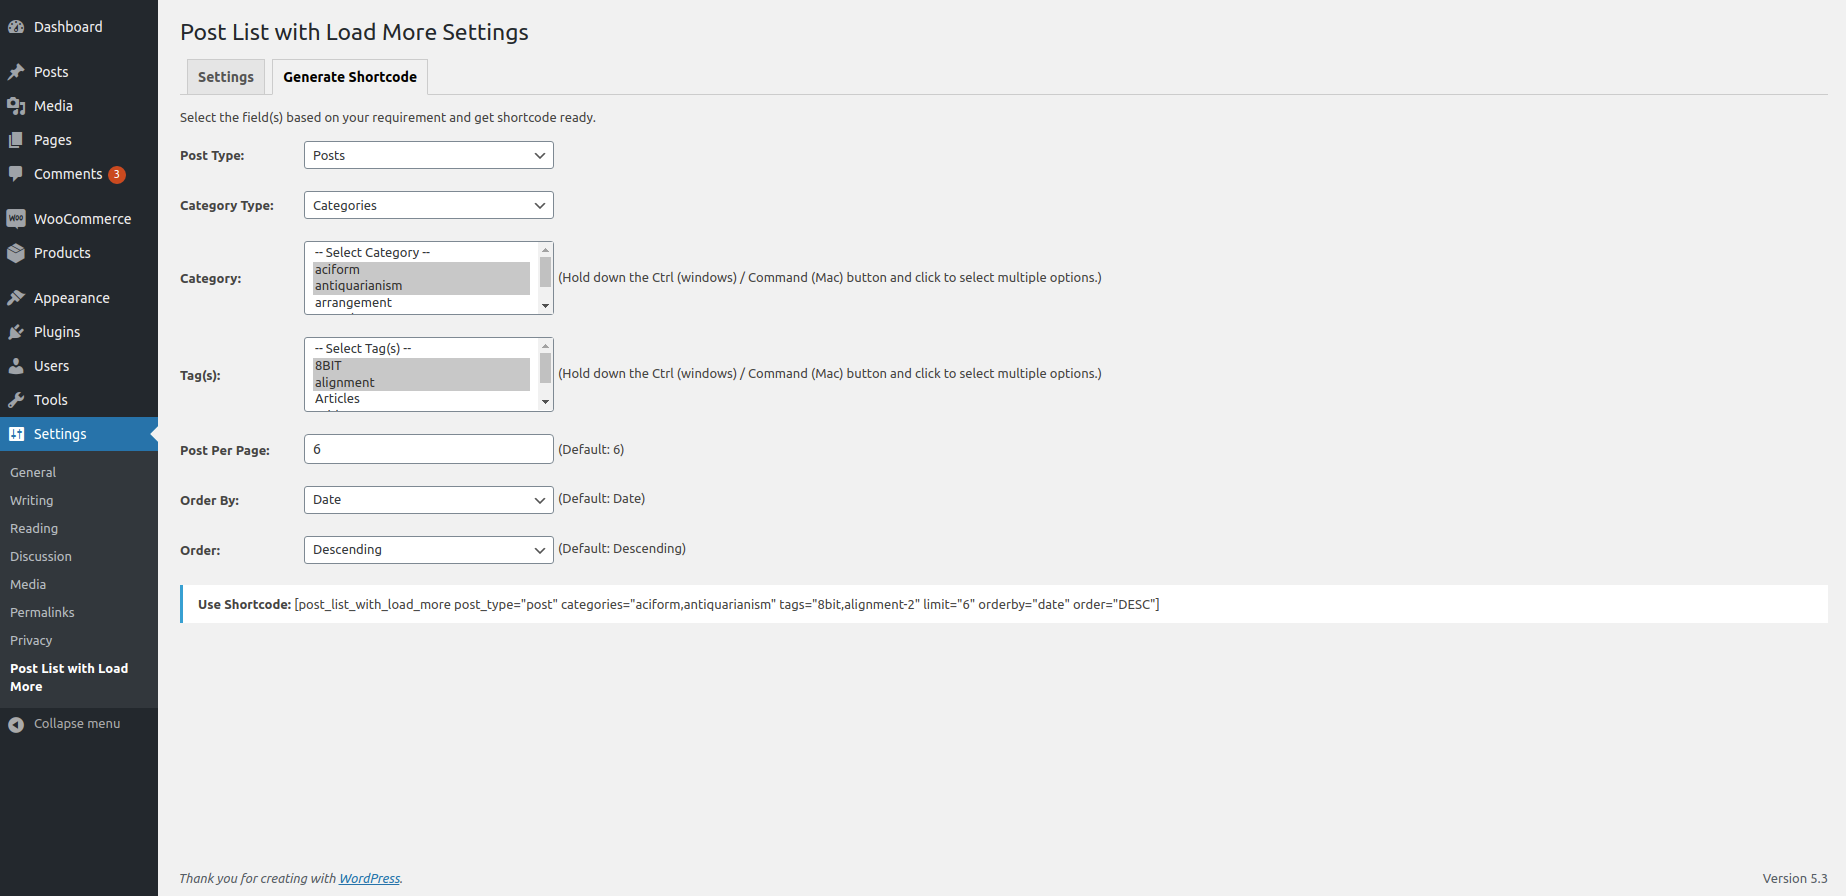 Dashboard
Posts
Media
Pages
Comments 3
WOO WooCommerce
Products
Appearance
Plugins
Users
Tools
Settings
General
Writing
Reading
Discussion
Media
Permalinks
Privacy
Post List with Load
More
Collapse menu
Post List with Load More Settings
Settings
Generate Shortcode
Select the field(s) based on your requirement and get shortcode ready.
Post Type: Posts
Category Type: Categories
Category:
-- Select Category --
aciform
antiquarianism
arrangement
(Hold down the Ctrl (windows) / Command (Mac) button and click to select multiple options.)
Tag(s):
-- Select Tag(s) --
8BIT
alignment
Articles
(Hold down the Ctrl (windows) / Command (Mac) button and click to select multiple options.)
Post Per Page: 6 (Default: 6)
Order By: Date (Default: Date)
Order: Descending (Default: Descending)
Use Shortcode: [post_list_with_load_more post_type="post" categories="aciform,antiquarianism" tags="8bit,alignment-2" limit="6" orderby="date" order="DESC"]
Thank you for creating with WordPress.
Version 5.3